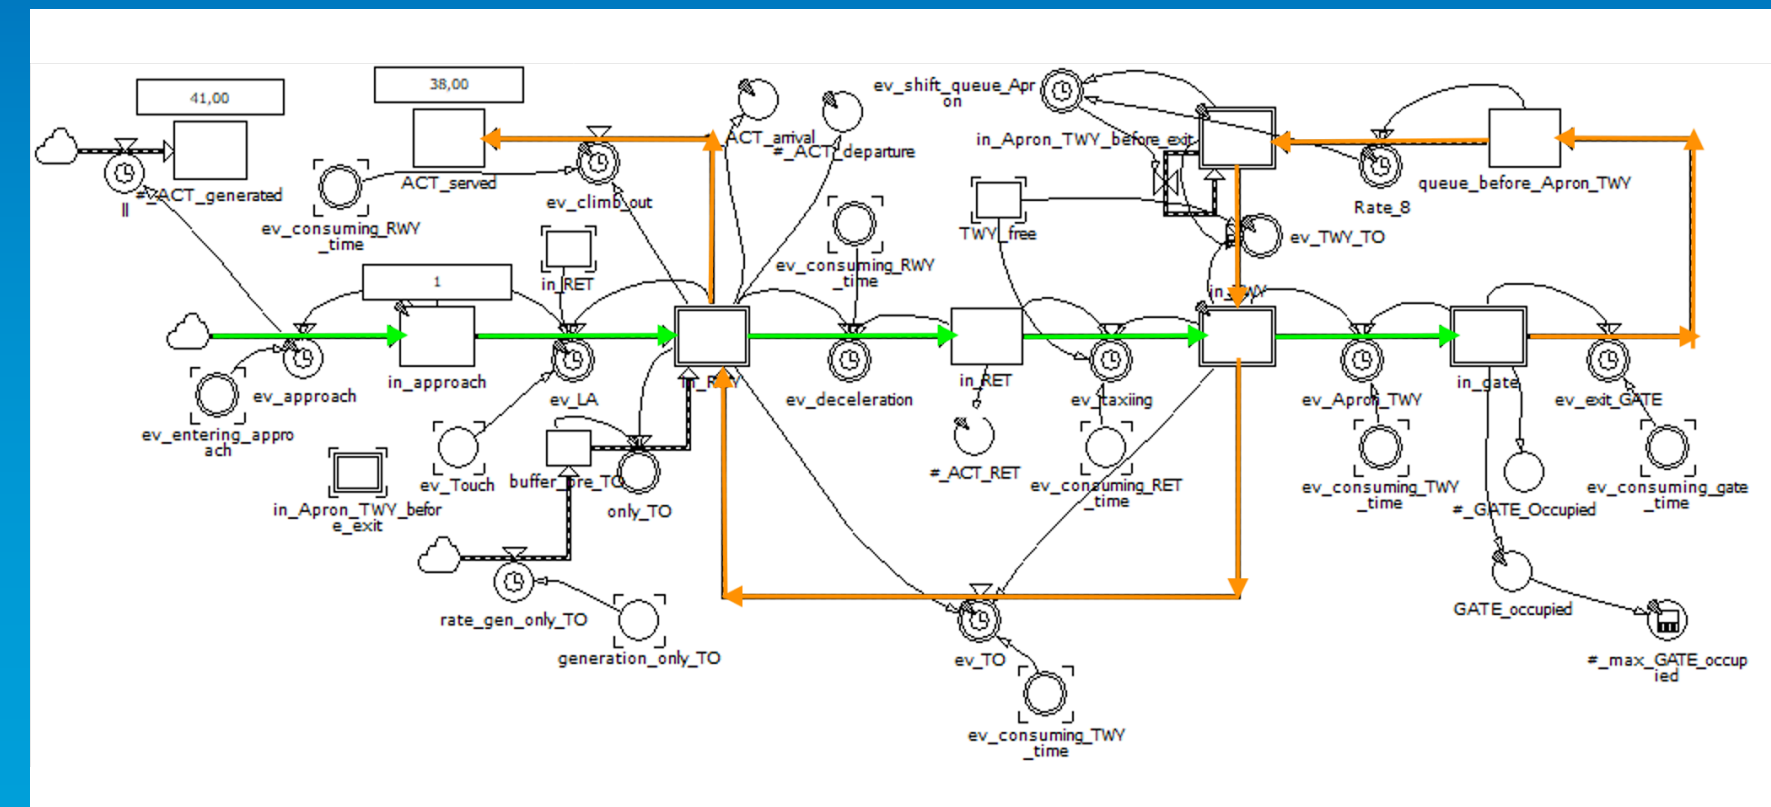 41,00
38,00
ev_shift_queue_Apr
on
ACT_arrival
#_ACT_departure
in_Apron_TWY_before_exit
#_ACT_generated
ACT_served
queue_before_Apron_TWY
ev_climb_out
Rate_8
ev_consuming_RWY
_time
TWY_free
ev_TWY_TO
ev_consuming_RWY
_time
in_RET
1
in_TWY
in_approach
in_RWY
in_RET
in_gate
ev_approach
ev_LA
ev_deceleration
ev_taxiing
ev_Apron_TWY
ev_exit_GATE
ev_entering_appro
ach
ev_Touch
buffer_pre_TO
#_ACT_RET
ev_consuming_RET
_time
ev_consuming_TWY
_time
ev_consuming_gate
_time
in_Apron_TWY_befor
e_exit
only_TO
#_GATE_Occupied
rate_gen_only_TO
GATE_occupied
generation_only_TO
ev_TO
#_max_GATE_occup
ied
ev_consuming_TWY
_time